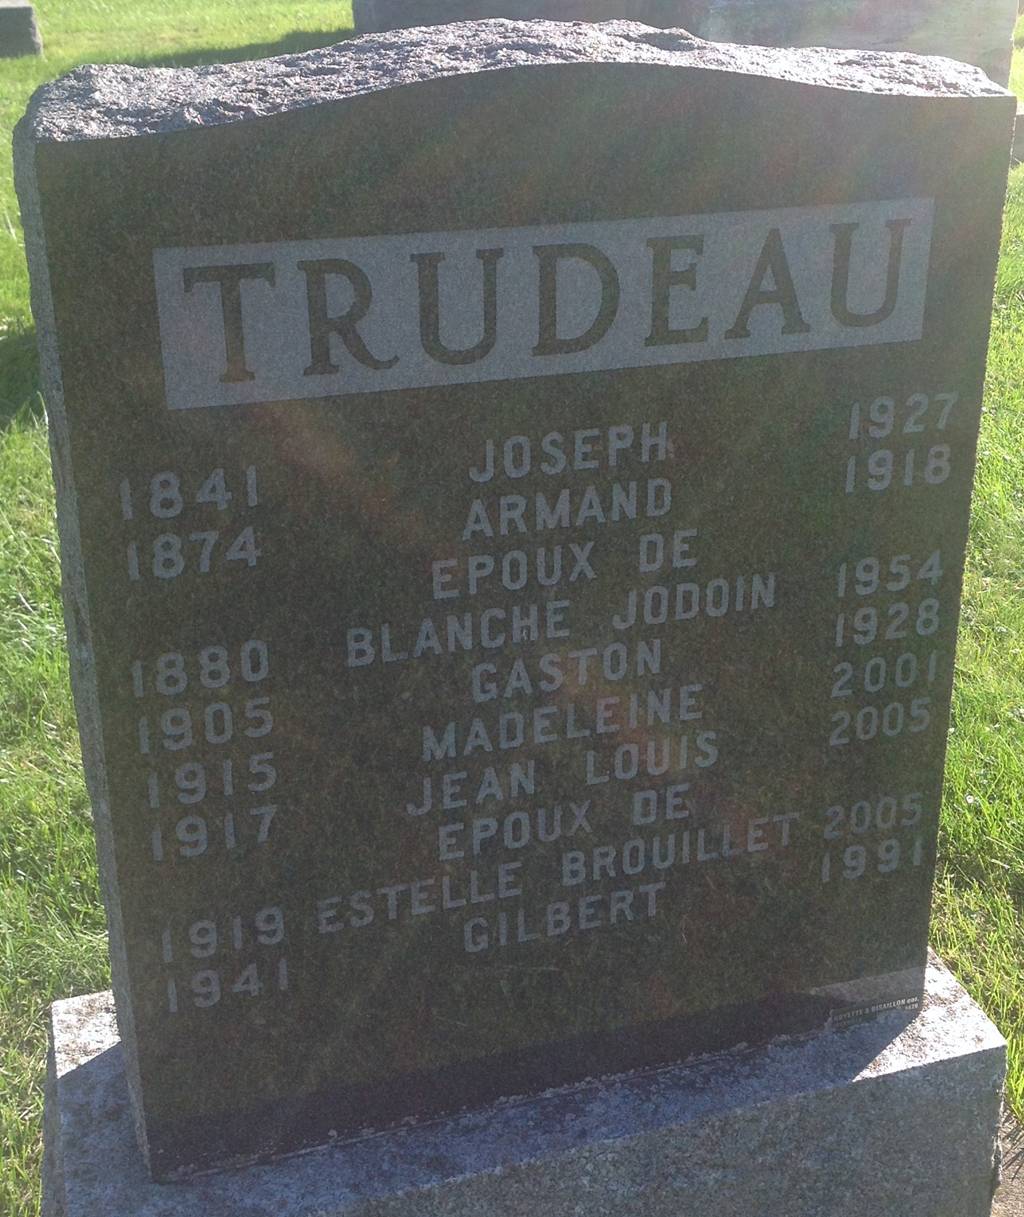 TRUDEAU
1841 JOSEPH 1927
1874 ARMAND 1918
EPOUX DE
1880 BLANCHE JODOIN 1954
1905 GASTON 1928
1915 MADELEINE 2001
1917 JEAN LOUIS 2005
EPOUX DE
1919 ESTELLE BROUILLET 2005
1941 GILBERT 1991